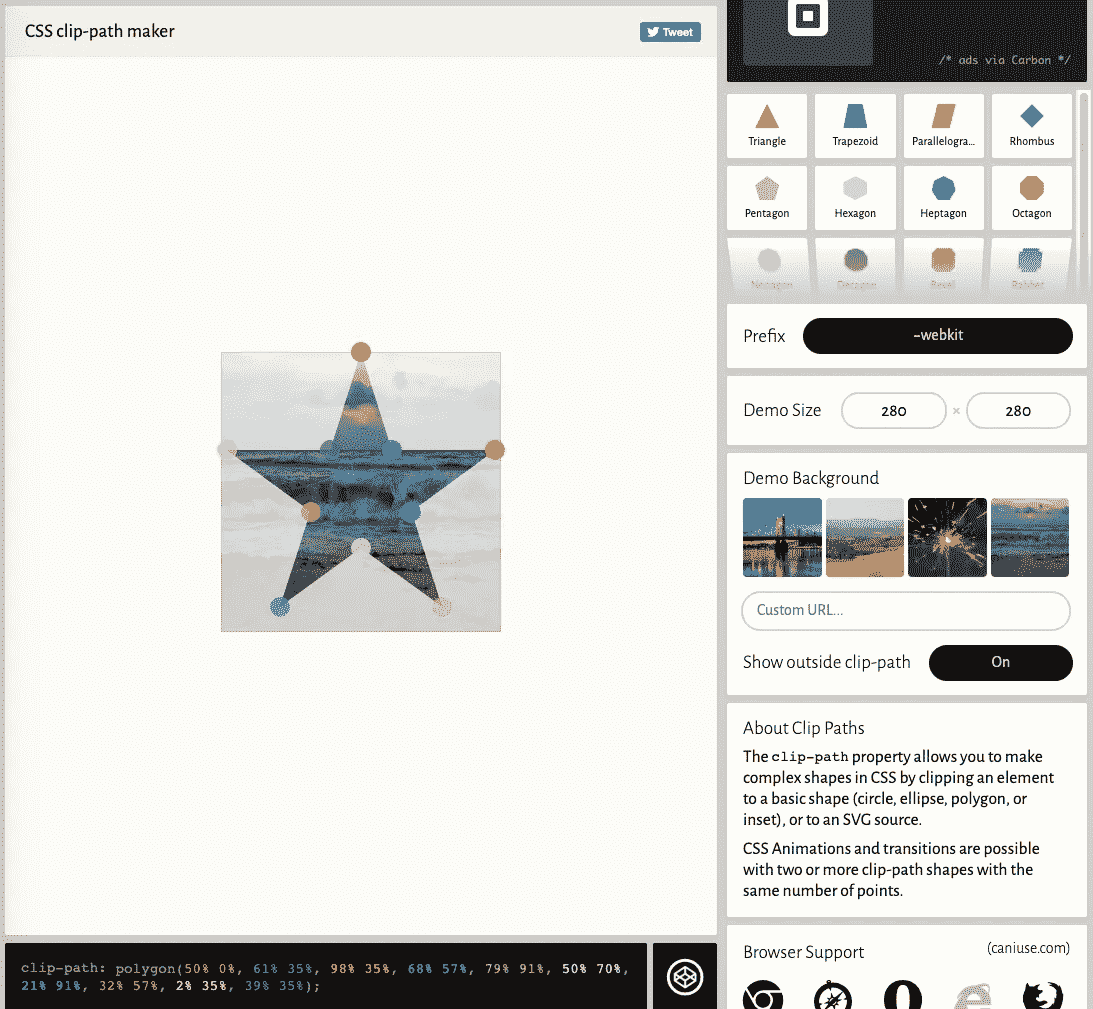 CSS clip-path maker
Tweet
/* ads via Carbon */
Triangle
Trapezoid
Parallelogra...
Rhombus
Pentagon
Hexagon
Heptagon
Octagon
Nonagon
Decagon
Bevel
Rabbet
Prefix
-webkit
Demo Size
280 × 280
Demo Background
Custom URL...
Show outside clip-path
On
About Clip Paths
The clip-path property allows you to make
complex shapes in CSS by clipping an element
to a basic shape (circle, ellipse, polygon, or
inset), or to an SVG source.
CSS Animations and transitions are possible
with two or more clip-path shapes with the
same number of points.
Browser Support
(caniuse.com)
clip-path: polygon(50% 0%, 61% 35%, 98% 35%, 68% 57%, 79% 91%, 50% 70%,
21% 91%, 32% 57%, 2% 35%, 39% 35%);